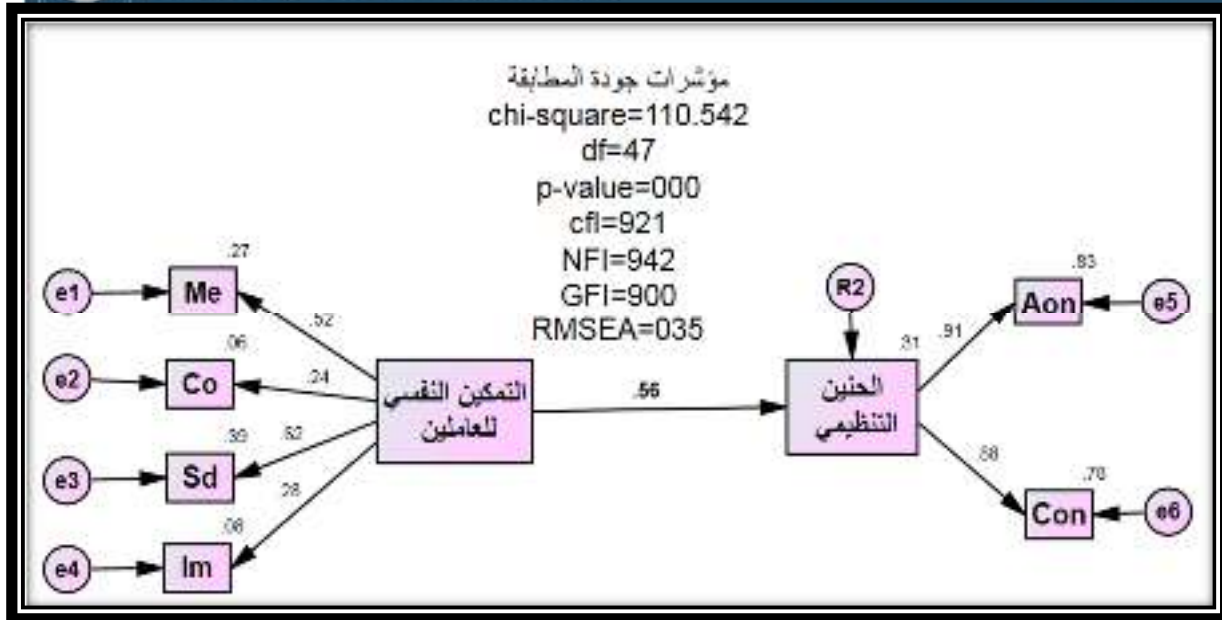 مؤشرات جودة المطابقة
chi-square=110.542
df=47
p-value=000
cfI=921
NFI=942
GFI=900
RMSEA=035
.27
e1
Me
.52
.06
e2
Co
.24
.39
e3
Sd
.62
.08
e4
Im
.28
التمكين النفسي
للعاملين
.56
R2
.31
الحنين
التنظيمي
.91
.83
Aon
e5
.88
.78
Con
e6